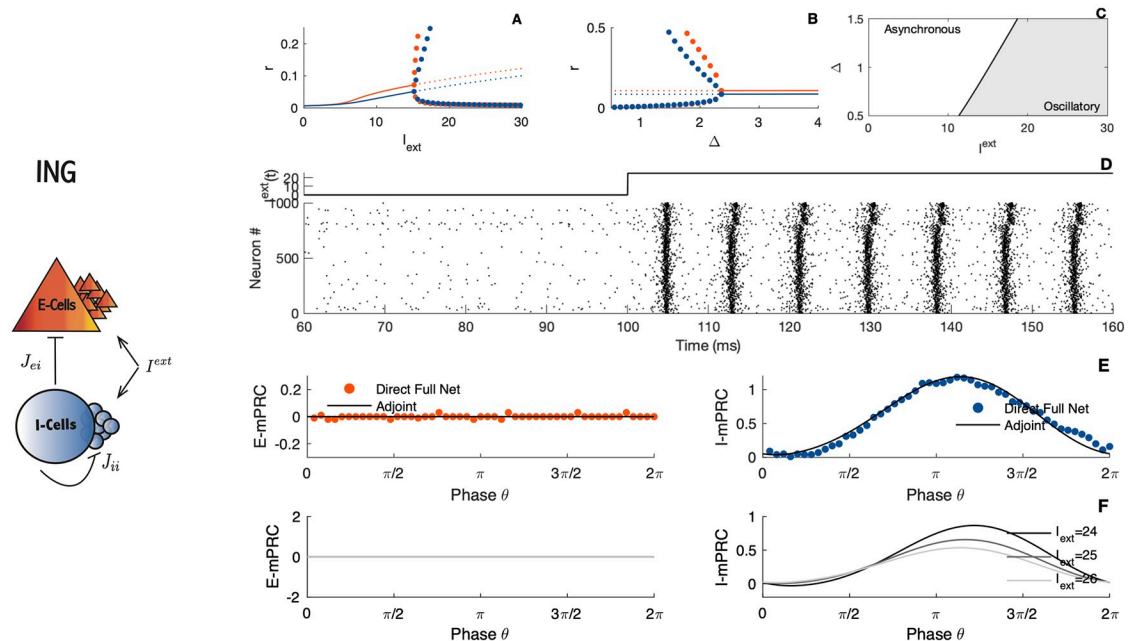 ING
E-Cells
J_ei
I^ext
I-Cells
J_ii
A
r
0.2
0.1
0
0
10
20
30
I_ext
B
r
0.5
0
1
2
3
4
Δ
C
Δ
1.5
1
0.5
Asynchronous
Oscillatory
0
10
20
30
I^ext
D
I^ext(t)
20
10
0
Neuron #
1000
500
0
60
70
80
90
100
110
120
130
140
150
160
Time (ms)
E-mPRC
0.2
0
-0.2
Direct Full Net
Adjoint
0
π/2
π
3π/2
2π
Phase θ
E
I-mPRC
1
0.5
0
Direct Full Net
Adjoint
0
π/2
π
3π/2
2π
Phase θ
E-mPRC
2
0
-2
0
π/2
π
3π/2
2π
Phase θ
F
I-mPRC
1
0.5
0
I_ext=24
I_ext=25
I_ext=26
0
π/2
π
3π/2
2π
Phase θ